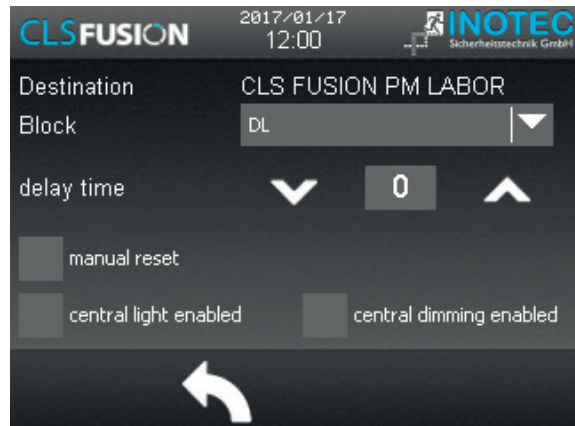 CLSFUSION
2017/01/17
12:00
INOTEC
Sicherheitstechnik GmbH
Destination CLS FUSION PM LABOR
Block DL
delay time 0
manual reset
central light enabled central dimming enabled